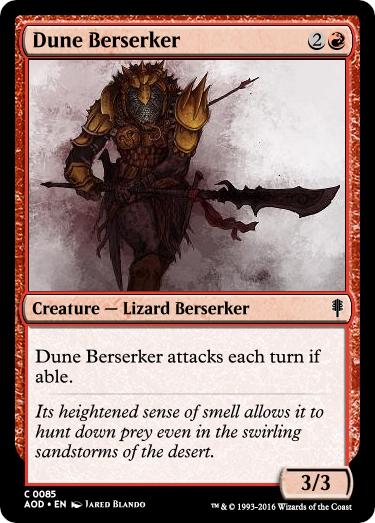 Dune Berserker 2
Creature — Lizard Berserker
Dune Berserker attacks each turn if
able.
Its heightened sense of smell allows it to
hunt down prey even in the swirling
sandstorms of the desert.
3/3
C 0085
AOD • EN JARED BLANDO
™ & © 1993-2016 Wizards of the Coast